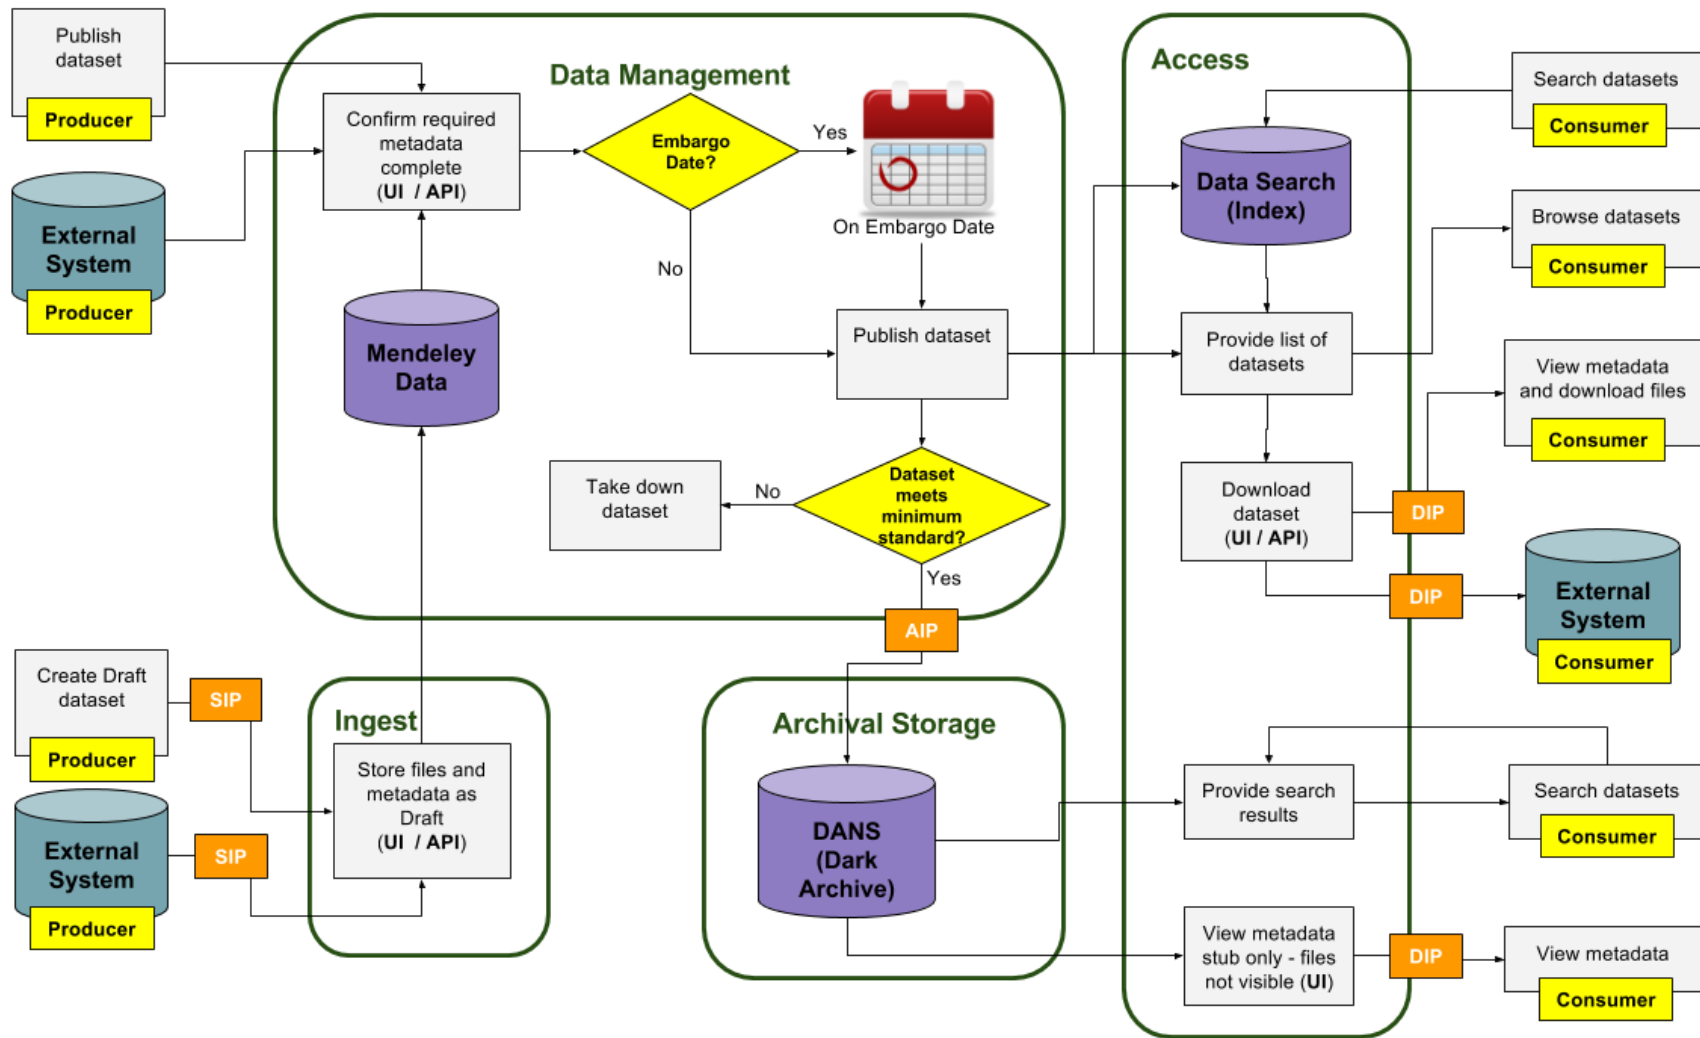 Publish
dataset
Producer
External
System
Producer
Data Management
Confirm required
metadata
complete
(UI / API)
Embargo
Date?
Yes
No
On Embargo Date
Mendeley
Data
Publish dataset
Dataset
meets
minimum
standard?
No
Take down
dataset
Yes
AIP
Create Draft
dataset
Producer
SIP
External
System
Producer
SIP
Ingest
Store files and
metadata as
Draft
(UI / API)
Archival Storage
DANS
(Dark
Archive)
Access
Data Search
(Index)
Provide list of
datasets
Download
dataset
(UI / API)
DIP
DIP
Provide search
results
View metadata
stub only - files
not visible (UI)
DIP
Search datasets
Consumer
Browse datasets
Consumer
View metadata
and download files
Consumer
External
System
Consumer
Search datasets
Consumer
View metadata
Consumer